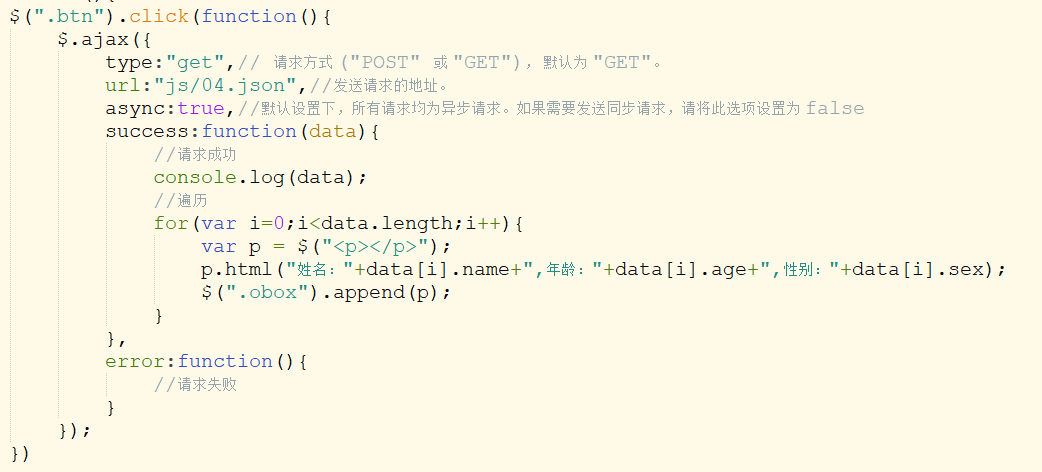 $(".btn").click(function(){
$.ajax({
type:"get",// 请求方式 ("POST" 或 "GET")，默认为 "GET"。
url:"js/04.json",//发送请求的地址。
async:true,//默认设置下，所有请求均为异步请求。如果需要发送同步请求，请将此选项设置为 false
success:function(data){
//请求成功
console.log(data);
//遍历
for(var i=0;i<data.length;i++){
var p = $("<p></p>");
p.html("姓名："+data[i].name+",年龄："+data[i].age+",性别："+data[i].sex);
$(".obox").append(p);
}
},
error:function(){
//请求失败
}
});
})